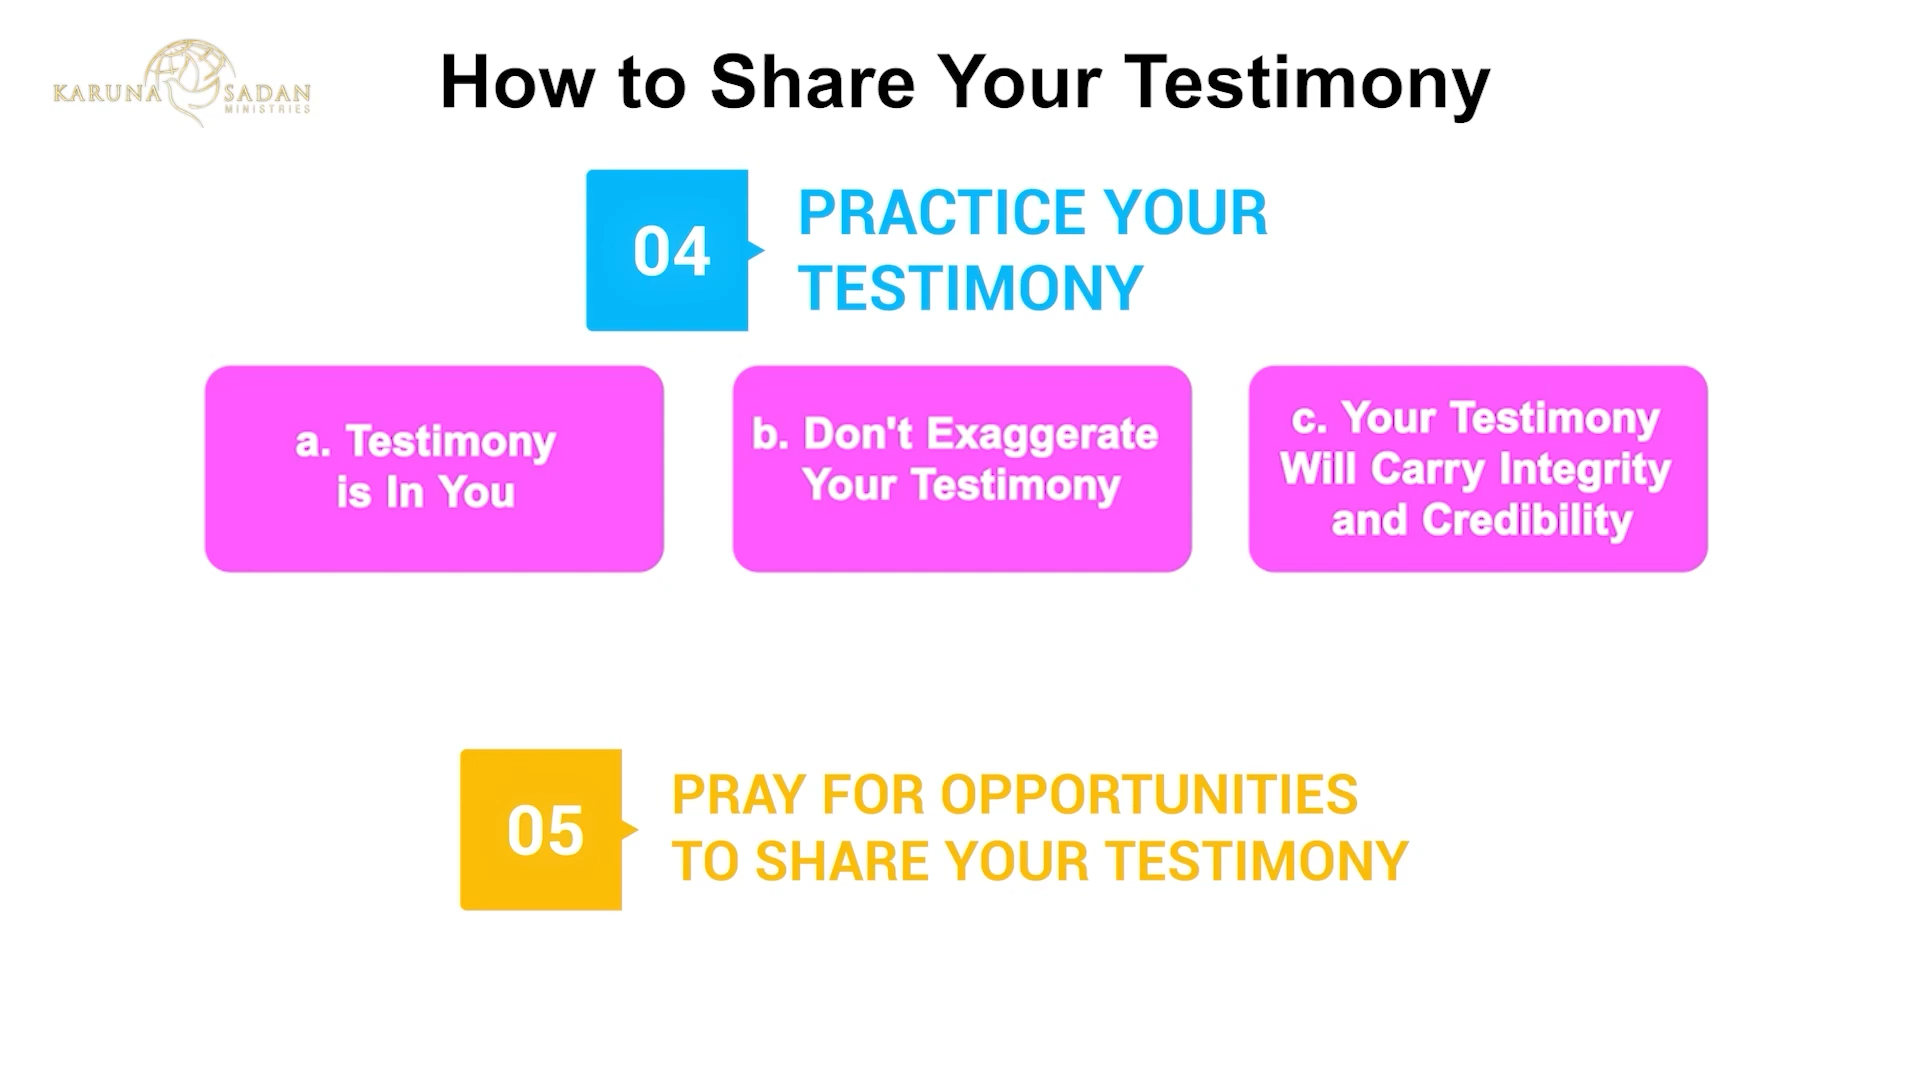 KARUNA SADAN
MINISTRIES
How to Share Your Testimony
04
PRACTICE YOUR
TESTIMONY
a. Testimony
is In You
b. Don't Exaggerate
Your Testimony
c. Your Testimony
Will Carry Integrity
and Credibility
05
PRAY FOR OPPORTUNITIES
TO SHARE YOUR TESTIMONY